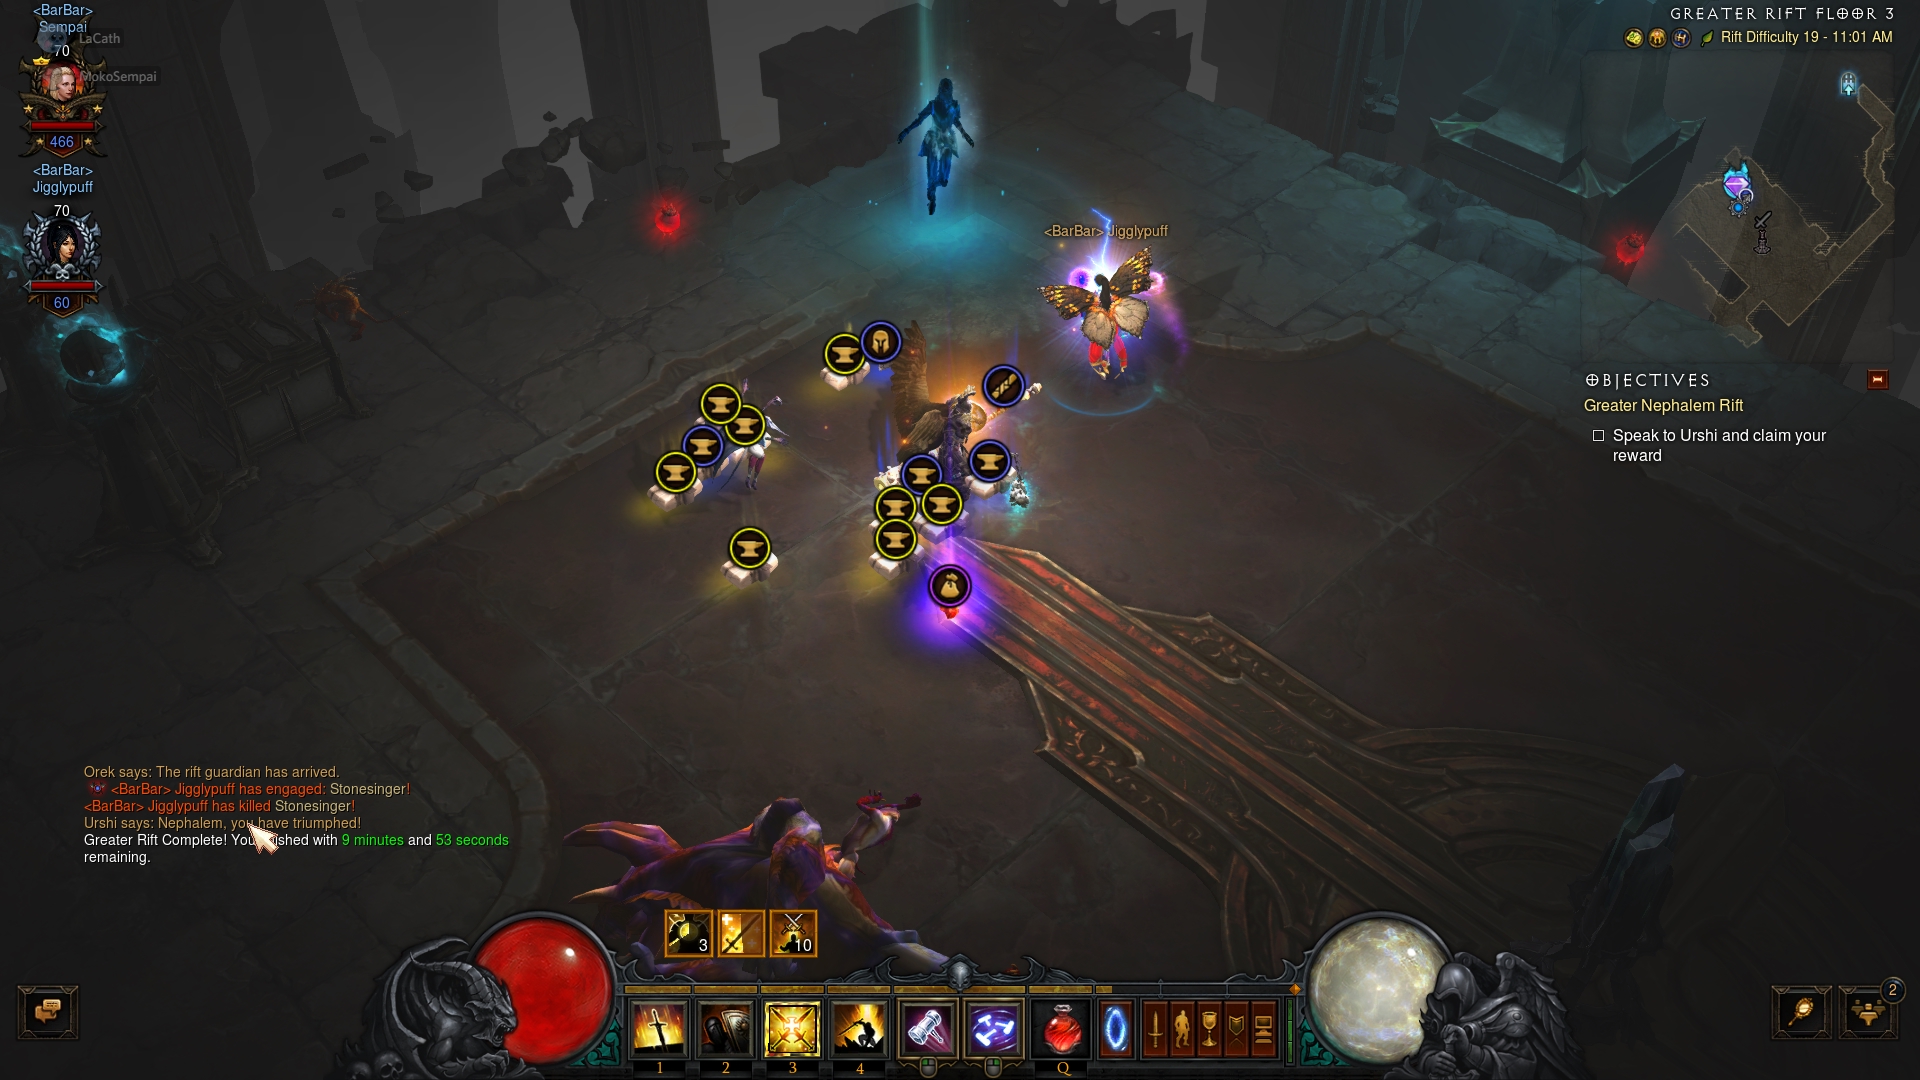 <BarBar>
Sempai
LaCath
70
MokoSempai
466
<BarBar>
Jigglypuff
70
60
GREATER RIFT FLOOR 3
Rift Difficulty 19 - 11:01 AM
<BarBar> Jigglypuff
OBJECTIVES
Greater Nephalem Rift
Speak to Urshi and claim your
reward
Orek says: The rift guardian has arrived.
<BarBar> Jigglypuff has engaged: Stonesinger!
<BarBar> Jigglypuff has killed Stonesinger!
Urshi says: Nephalem, you have triumphed!
Greater Rift Complete! You with 9 minutes and 53 seconds
remaining.
3
10
1
2
3
4
Q
2